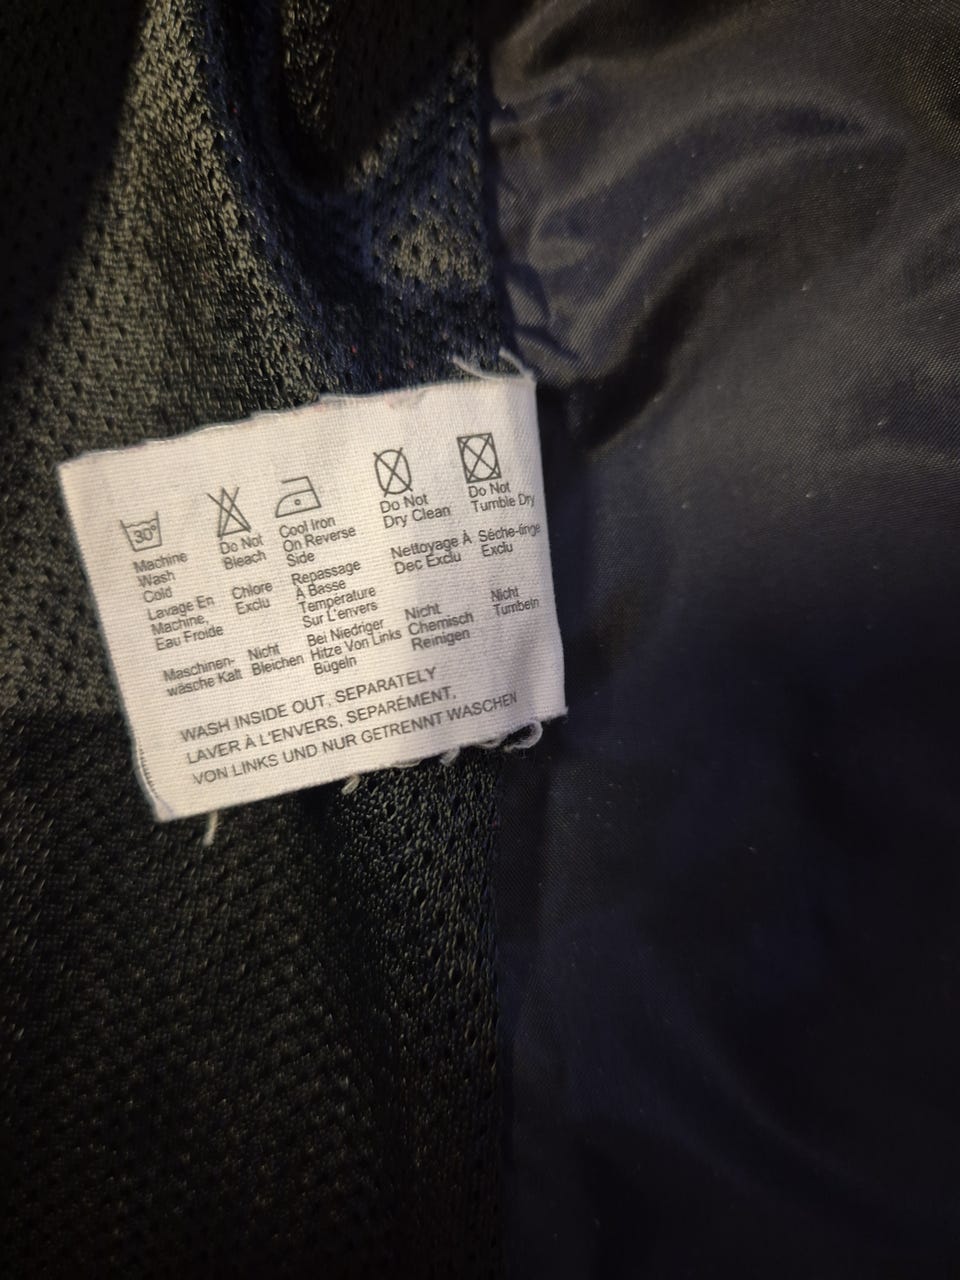 30°
Machine
Wash
Cold
Do Not
Bleach
Cool Iron
On Reverse
Side
Do Not
Dry Clean
Do Not
Tumble Dry
Lavage En
Machine,
Eau Froide
Chlore
Exclu
Repassage
À Basse
Température
Sur L'envers
Nettoyage À
Dec Exclu
Séche-linge
Exclu
Maschinen-
wäsche Kalt
Nicht
Bleichen
Bei Niedriger
Hitze Von Links
Bügeln
Nicht
Chemisch
Reinigen
Nicht
Tumbeln
WASH INSIDE OUT, SEPARATELY
LAVER À L'ENVERS, SEPARÉMENT,
VON LINKS UND NUR GETRENNT WASCHEN